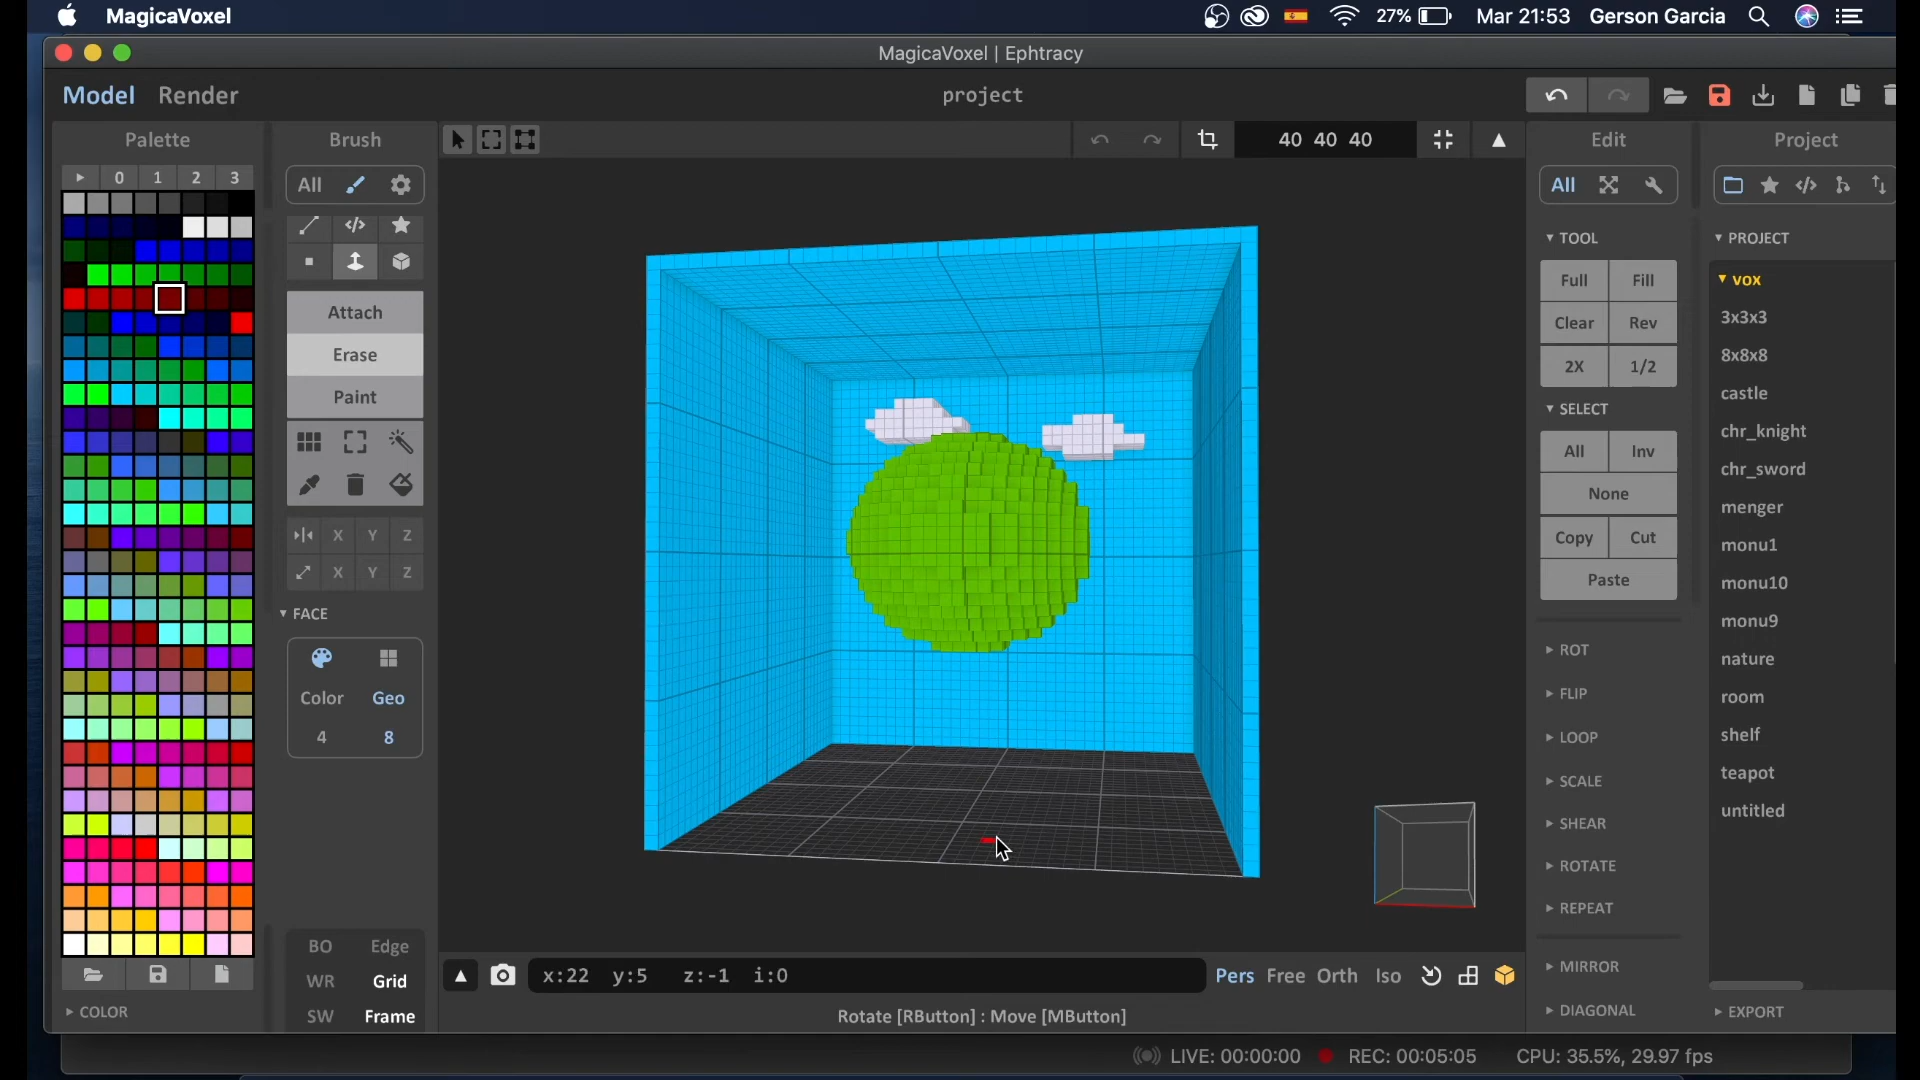 MagicaVoxel
27%
Mar 21:53
Gerson Garcia
MagicaVoxel | Ephtracy
Model Render
project
Palette
Brush
40 40 40
Edit
Project
0 1 2 3
All
All
TOOL
PROJECT
Full Fill
vox
Attach
Clear Rev
3x3x3
Erase
2X 1/2
8x8x8
Paint
SELECT
castle
All Inv
chr_knight
None
chr_sword
menger
X Y Z
Copy Cut
monu1
X Y Z
Paste
monu10
FACE
monu9
ROT
nature
Color Geo
FLIP
room
4 8
LOOP
shelf
SCALE
teapot
SHEAR
untitled
ROTATE
REPEAT
BO Edge
MIRROR
WR Grid
x:22 y:5 z:-1 i:0
Pers Free Orth Iso
COLOR
SW Frame
Rotate [RButton] : Move [MButton]
DIAGONAL
EXPORT
LIVE: 00:00:00
REC: 00:05:05
CPU: 35.5%, 29.97 fps